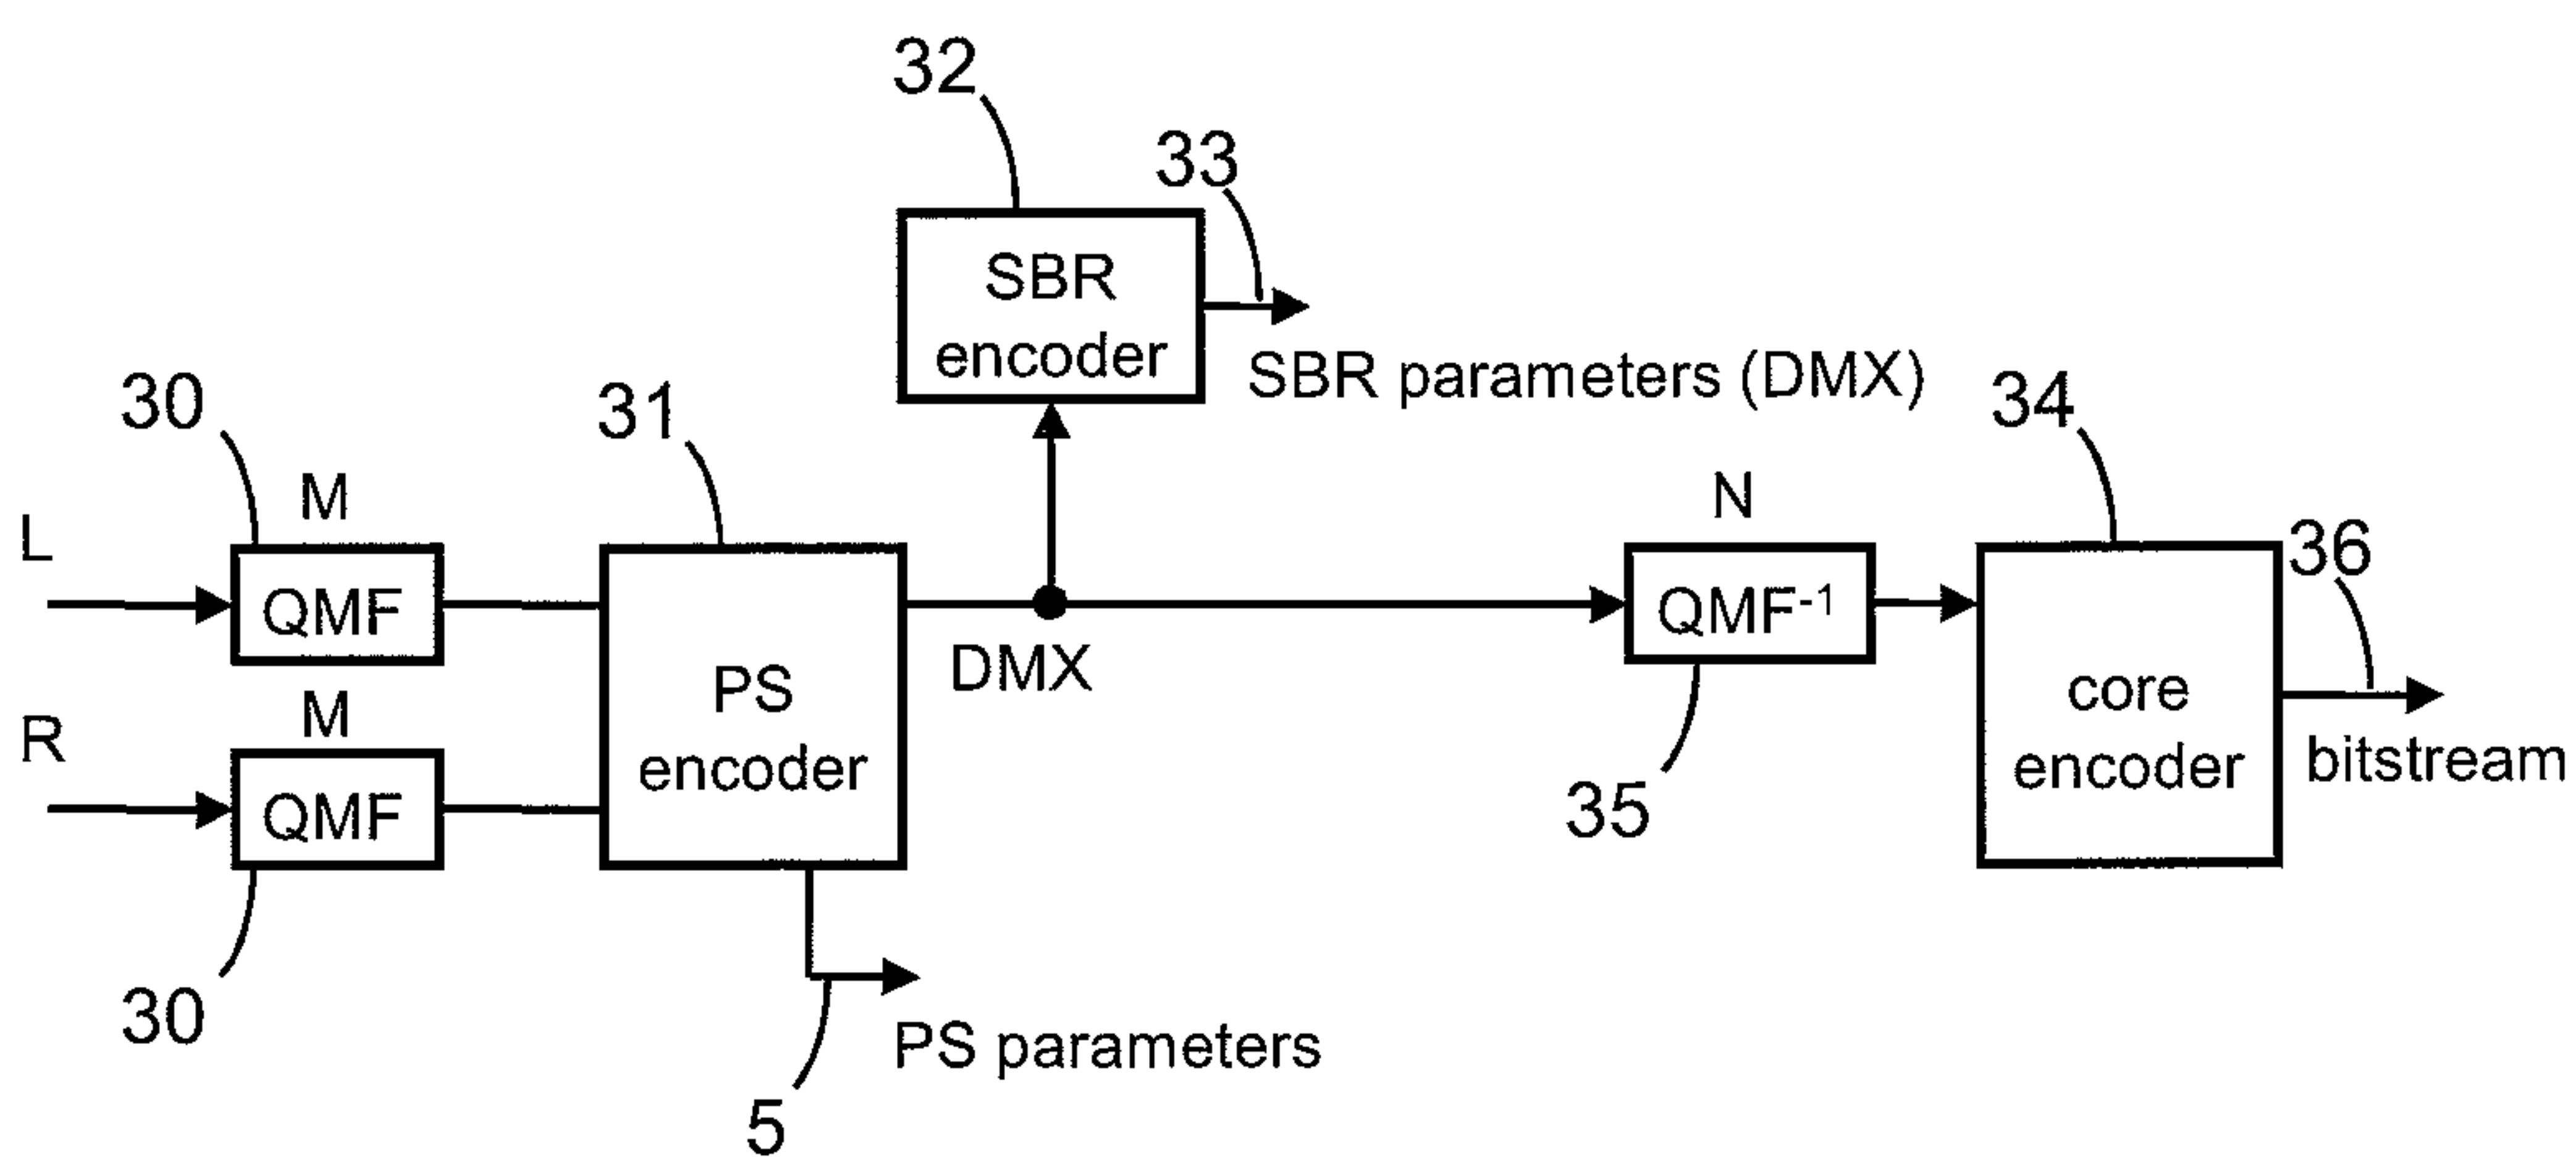 32
33
SBR
encoder
SBR parameters (DMX)
30
31
34
M
N
L
36
QMF
QMF-1
DMX
PS
encoder
core
encoder
M
R
QMF
bitstream
35
30
PS parameters
5